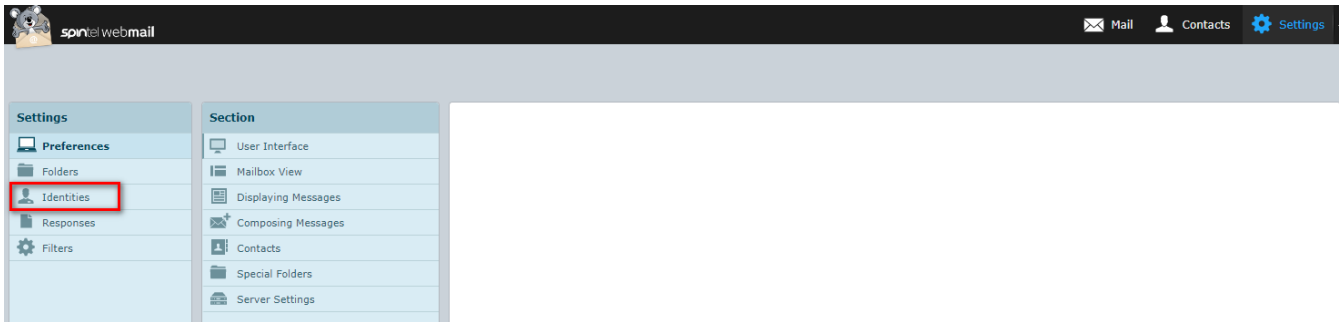 spintel webmail
Mail
Contacts
Settings
Settings
Preferences
Folders
Identities
Responses
Filters
Section
User Interface
Mailbox View
Displaying Messages
Composing Messages
Contacts
Special Folders
Server Settings